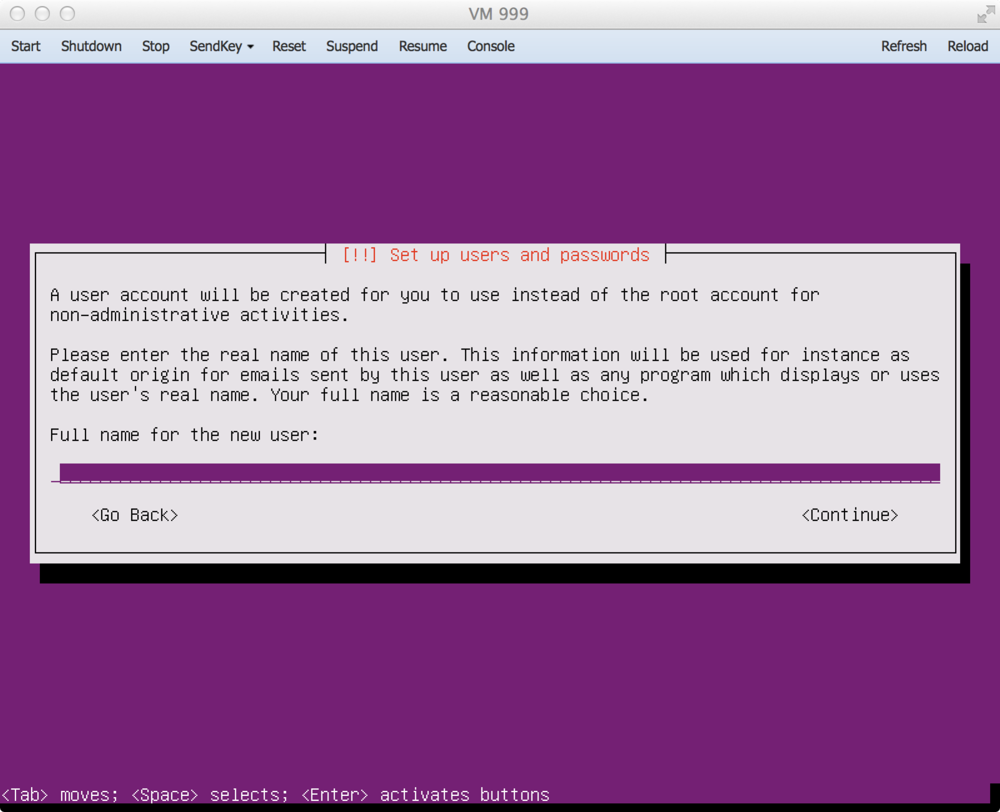 VM 999
Start Shutdown Stop SendKey Reset Suspend Resume Console Refresh Reload
[!!] Set up users and passwords
A user account will be created for you to use instead of the root account for
non-administrative activities.
Please enter the real name of this user. This information will be used for instance as
default origin for emails sent by this user as well as any program which displays or uses
the user's real name. Your full name is a reasonable choice.
Full name for the new user:
<Go Back> <Continue>
<Tab> moves; <Space> selects; <Enter> activates buttons